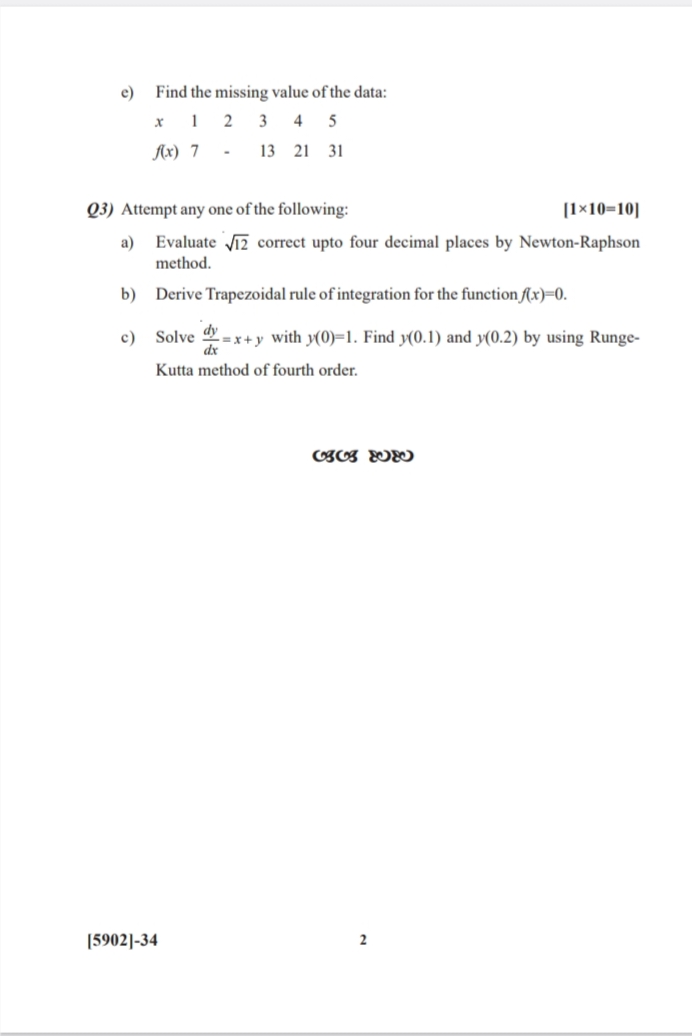 e) Find the missing value of the data:
x 1 2 3 4 5
f(x) 7 - 13 21 31
Q3) Attempt any one of the following: [1×10=10]
a) Evaluate √12 correct upto four decimal places by Newton-Raphson
method.
b) Derive Trapezoidal rule of integration for the function f(x)=0.
c) Solve dy/dx = x + y with y(0)=1. Find y(0.1) and y(0.2) by using Runge-
Kutta method of fourth order.
[5902]-34 2